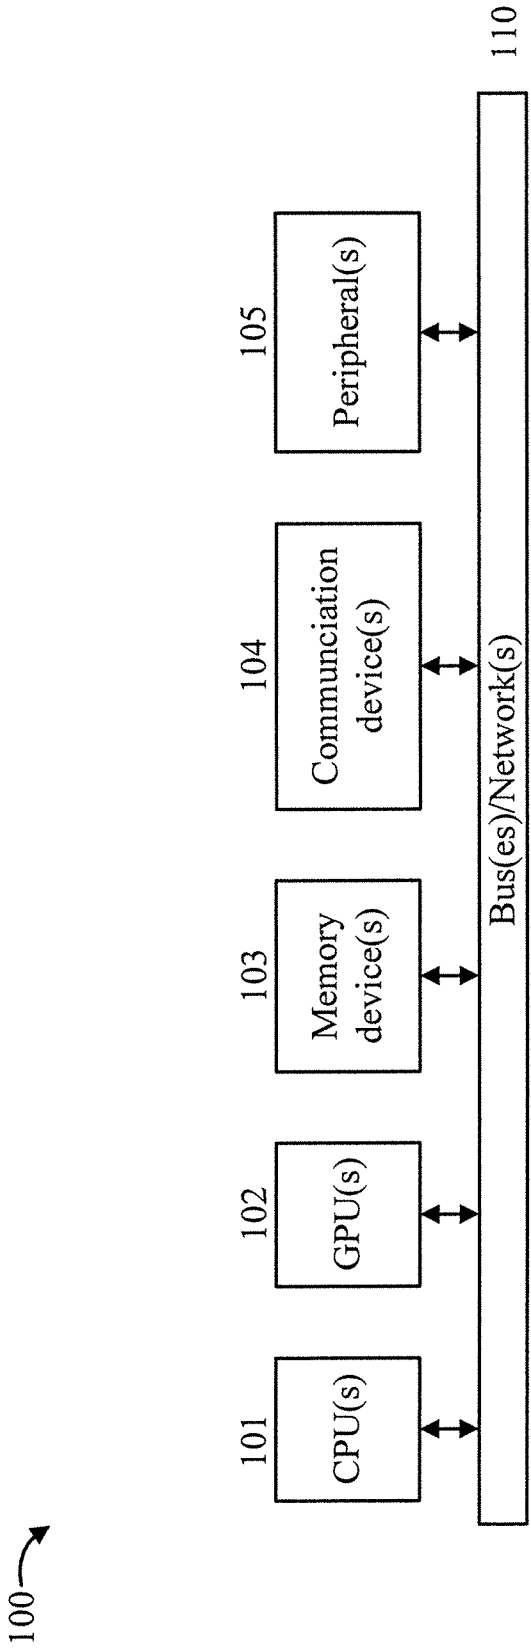 100
101
CPU(s)
102
GPU(s)
103
Memory
device(s)
104
Communciation
device(s)
105
Peripheral(s)
Bus(es)/Network(s)
110